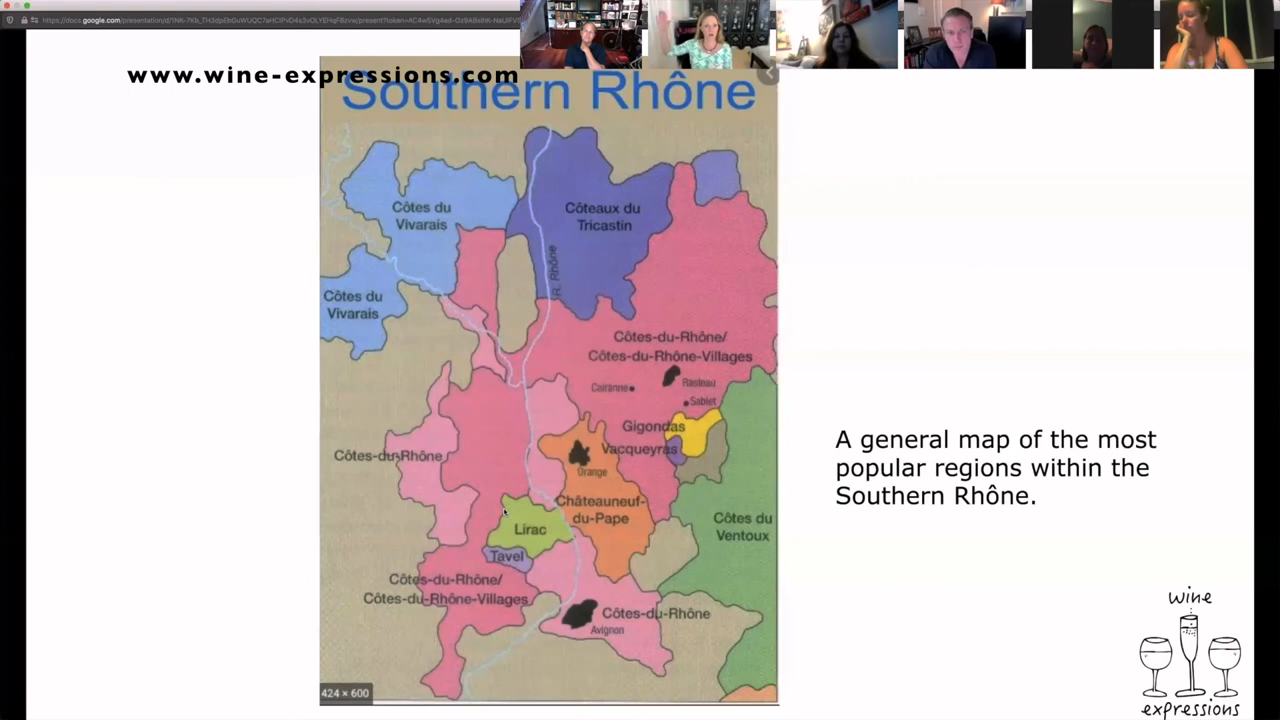 www.wine-expressions.com
Southern Rhône
Côtes du
Vivarais
Côteaux du
Tricastin
R. Rhône
Côtes du
Vivarais
Côtes-du-Rhône/
Côtes-du-Rhône-Villages
Cairanne
Rasteau
Sablet
Gigondas
Vacqueyras
Côtes-du-Rhône
Orange
Châteauneuf-
du-Pape
Lirac
Tavel
Côtes du
Ventoux
Côtes-du-Rhône/
Côtes-du-Rhône-Villages
Côtes-du-Rhône
Avignon
424 × 600
A general map of the most
popular regions within the
Southern Rhône.
wine
expressions